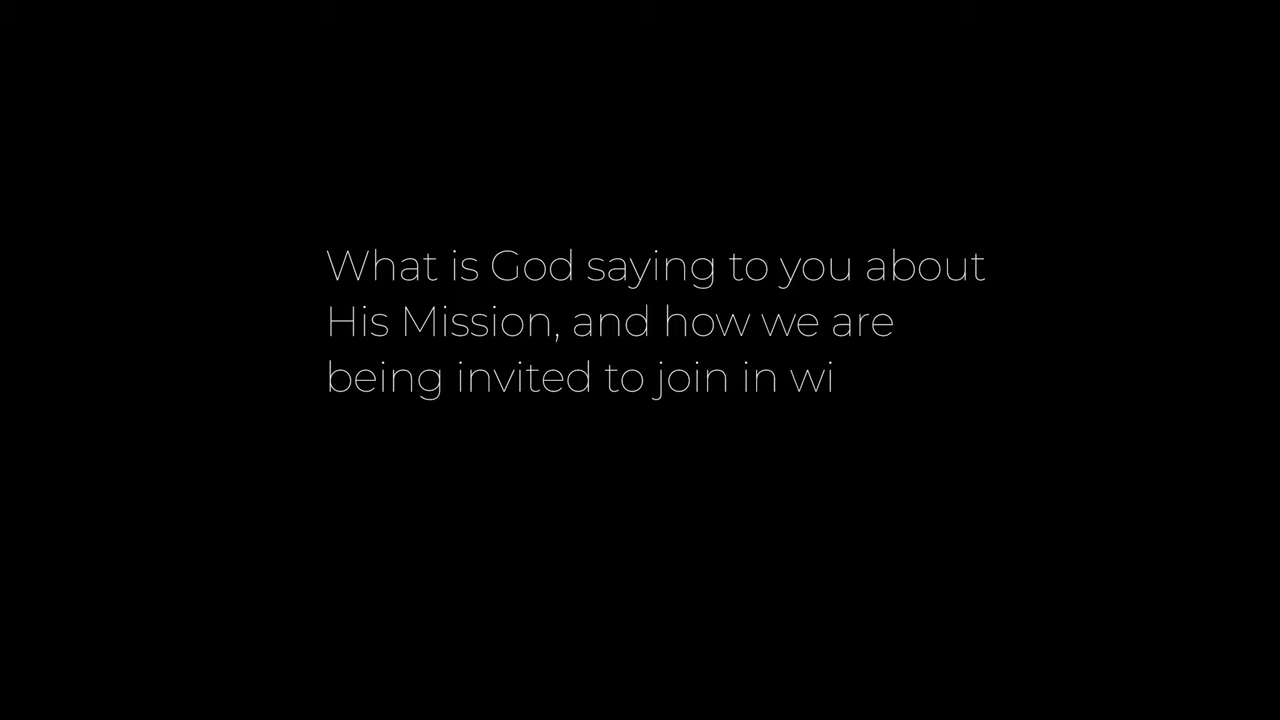 What is God saying to you about
His Mission, and how we are
being invited to join in wi